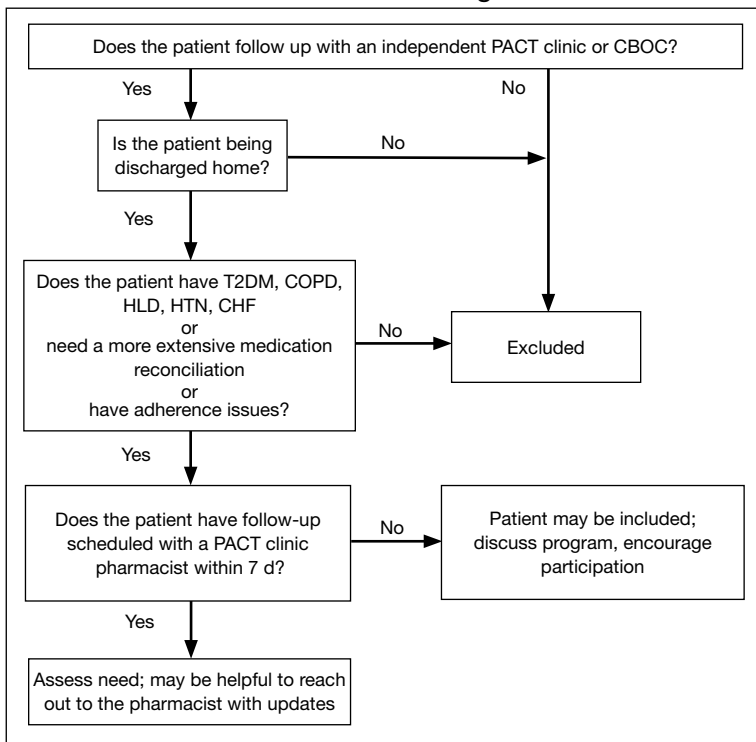 Does the patient follow up with an independent PACT clinic or CBOC?
Yes
No
Is the patient being
discharged home?
No
Yes
Does the patient have T2DM, COPD,
HLD, HTN, CHF
or
need a more extensive medication
reconciliation
or
have adherence issues?
No
Excluded
Yes
Does the patient have follow-up
scheduled with a PACT clinic
pharmacist within 7 d?
No
Patient may be included;
discuss program, encourage
participation
Yes
Assess need; may be helpful to reach
out to the pharmacist with updates